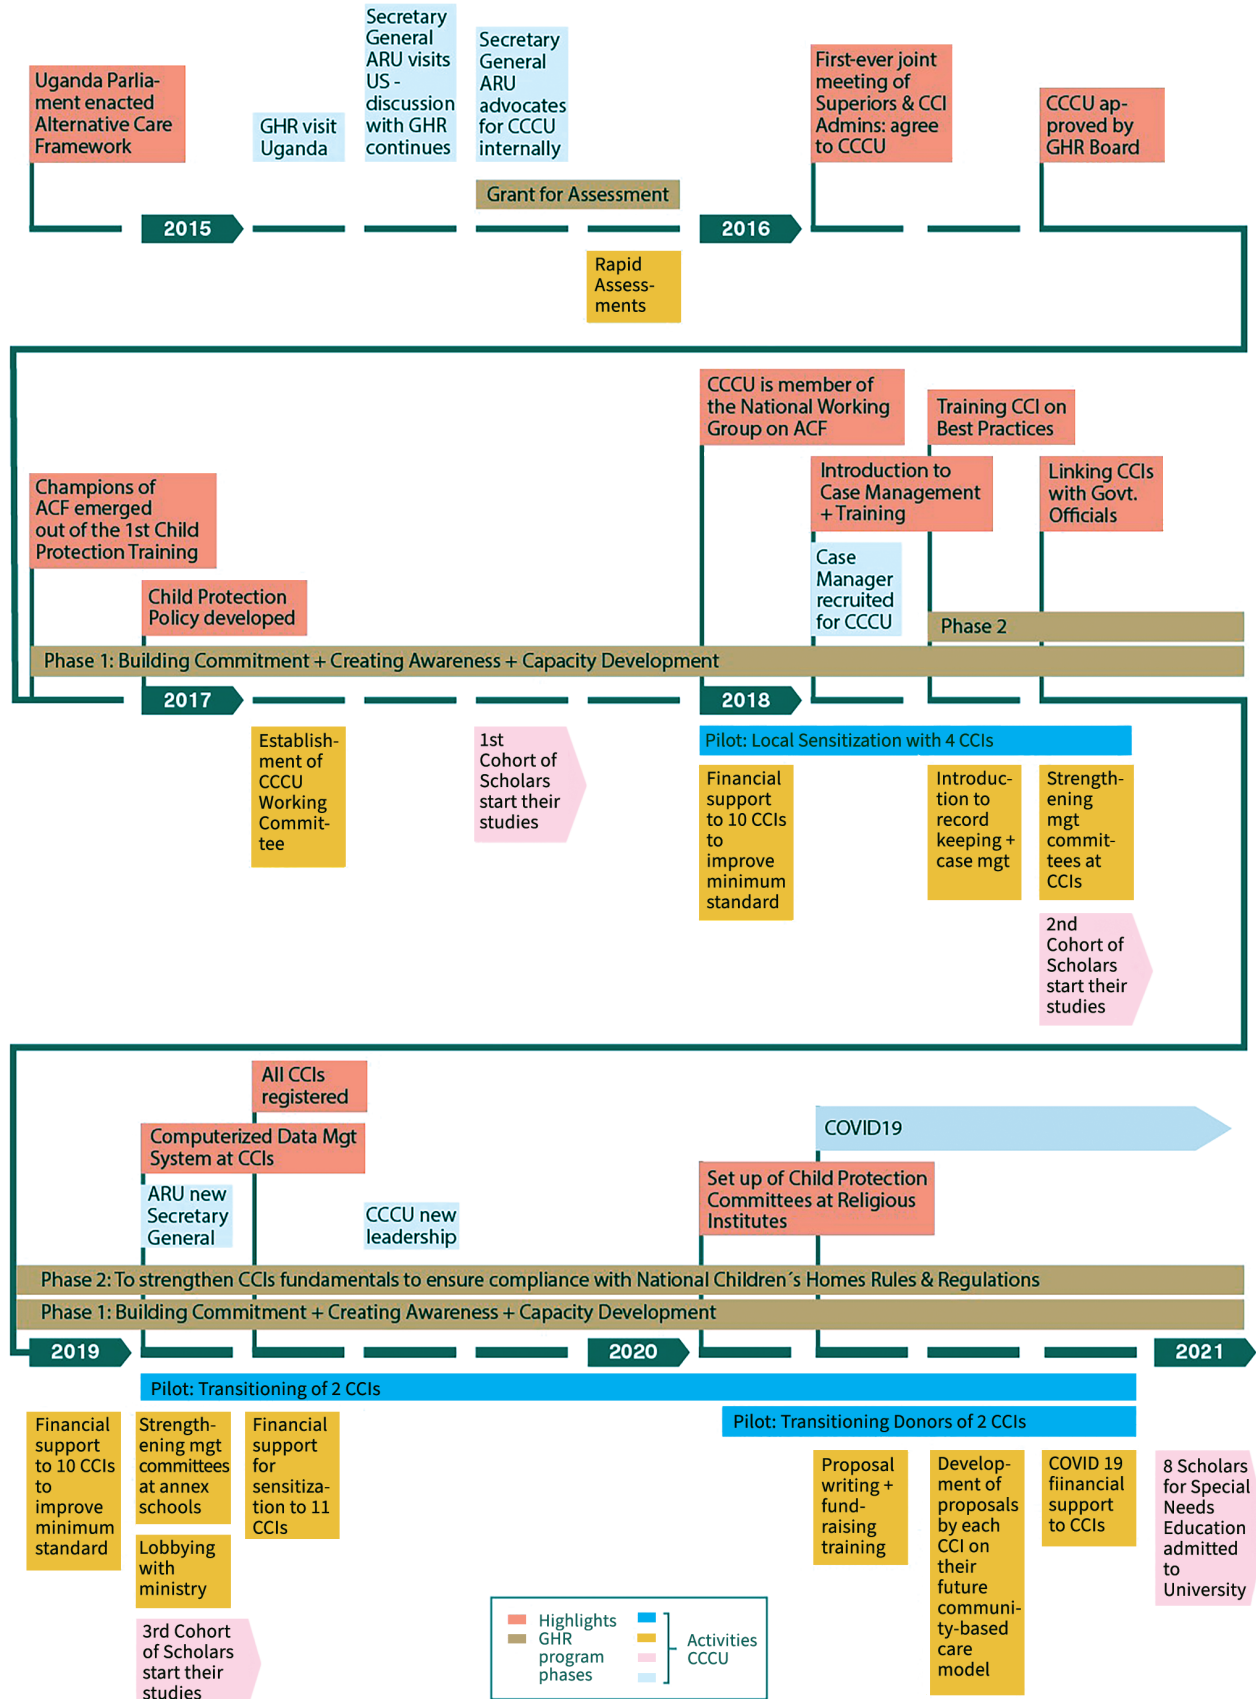 Uganda Parlia-
ment enacted
Alternative Care
Framework
GHR visit
Uganda
Secretary
General
ARU visits
US -
discussion
with GHR
continues
Secretary
General
ARU
advocates
for CCCU
internally
Grant for Assessment
First-ever joint
meeting of
Superiors & CCI
Admins: agree
to CCCU
CCCU ap-
proved by
GHR Board
2015
2016
Rapid
Assess-
ments
Champions of
ACF emerged
out of the 1st Child
Protection Training
Child Protection
Policy developed
CCCU is member of
the National Working
Group on ACF
Introduction to
Case Management
+ Training
Case
Manager
recruited
for CCCU
Training CCI on
Best Practices
Linking CCIs
with Govt.
Officials
Phase 2
Phase 1: Building Commitment + Creating Awareness + Capacity Development
2017
2018
Establish-
ment of
CCCU
Working
Commit-
tee
1st
Cohort of
Scholars
start their
studies
Pilot: Local Sensitization with 4 CCIs
Financial
support
to 10 CCIs
to
improve
minimum
standard
Introduc-
tion to
record
keeping +
case mgt
Strength-
ening
mgt
commit-
tees at
CCIs
2nd
Cohort of
Scholars
start their
studies
All CCIs
registered
Computerized Data Mgt
System at CCIs
ARU new
Secretary
General
CCCU new
leadership
COVID19
Set up of Child Protection
Committees at Religious
Institutes
Phase 2: To strengthen CCIs fundamentals to ensure compliance with National Children´s Homes Rules & Regulations
Phase 1: Building Commitment + Creating Awareness + Capacity Development
2019
2020
2021
Pilot: Transitioning of 2 CCIs
Pilot: Transitioning Donors of 2 CCIs
Financial
support
to 10 CCIs
to
improve
minimum
standard
Strength-
ening mgt
committees
at annex
schools
Lobbying
with
ministry
3rd Cohort
of Scholars
start their
studies
Financial
support
for
sensitiza-
tion to 11
CCIs
Proposal
writing +
fund-
raising
training
Develop-
ment of
proposals
by each
CCI on
their
future
communi-
ty-based
care
model
COVID 19
fiinancial
support
to CCIs
8 Scholars
for Special
Needs
Education
admitted
to
University
Highlights
GHR
program
phases
Activities
CCCU